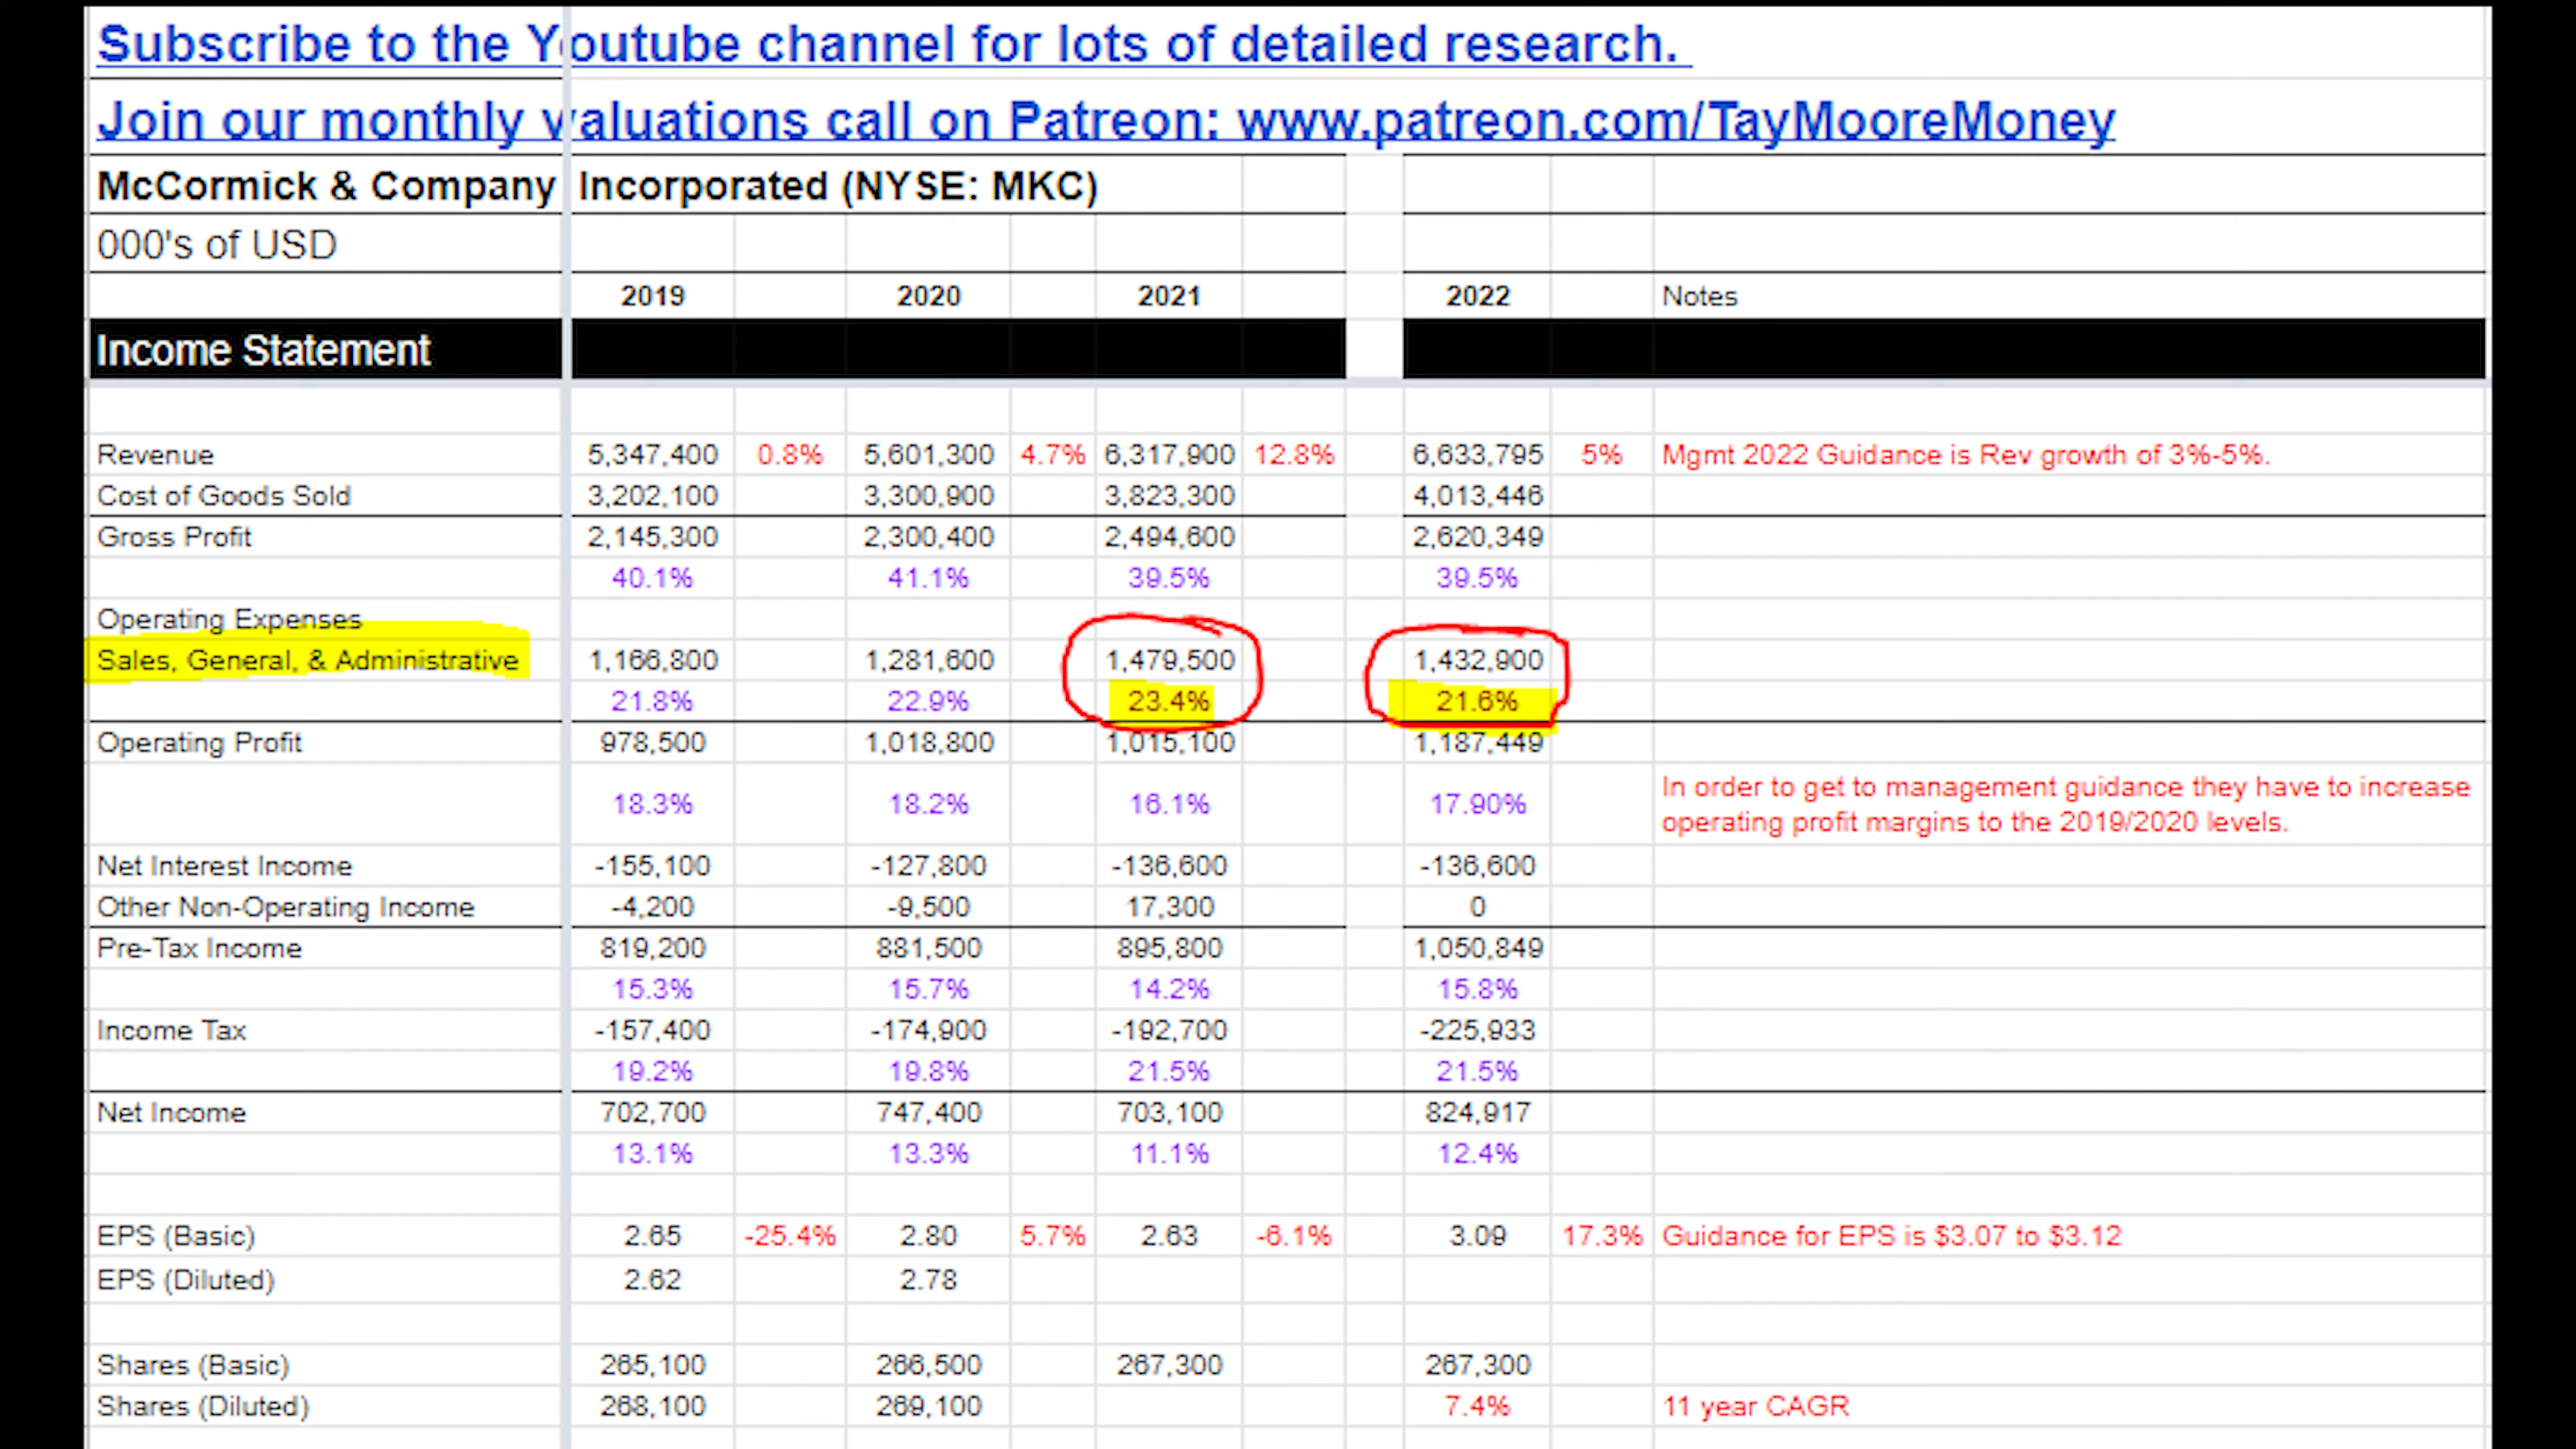 Subscribe to the Youtube channel for lots of detailed research.
Join our monthly valuations call on Patreon: www.patreon.com/TayMooreMoney
McCormick & Company Incorporated (NYSE: MKC)
000's of USD
2019 2020 2021 2022 Notes
Income Statement
Revenue 5,347,400 0.8% 5,601,300 4.7% 6,317,900 12.8% 6,633,795 5% Mgmt 2022 Guidance is Rev growth of 3%-5%.
Cost of Goods Sold 3,202,100 3,300,900 3,823,300 4,013,446
Gross Profit 2,145,300 2,300,400 2,494,600 2,620,349
40.1% 41.1% 39.5% 39.5%
Operating Expenses
Sales, General, & Administrative 1,166,800 1,281,600 1,479,500 1,432,900
21.8% 22.9% 23.4% 21.6%
Operating Profit 978,500 1,018,800 1,015,100 1,187,449
18.3% 18.2% 16.1% 17.90% In order to get to management guidance they have to increase
operating profit margins to the 2019/2020 levels.
Net Interest Income -155,100 -127,800 -136,600 -136,600
Other Non-Operating Income -4,200 -9,500 17,300 0
Pre-Tax Income 819,200 881,500 895,800 1,050,849
15.3% 15.7% 14.2% 15.8%
Income Tax -157,400 -174,900 -192,700 -225,933
19.2% 19.8% 21.5% 21.5%
Net Income 702,700 747,400 703,100 824,917
13.1% 13.3% 11.1% 12.4%
EPS (Basic) 2.65 -25.4% 2.80 5.7% 2.63 -6.1% 3.09 17.3% Guidance for EPS is $3.07 to $3.12
EPS (Diluted) 2.62 2.78
Shares (Basic) 265,100 266,500 267,300 267,300
Shares (Diluted) 268,100 269,100 7.4% 11 year CAGR